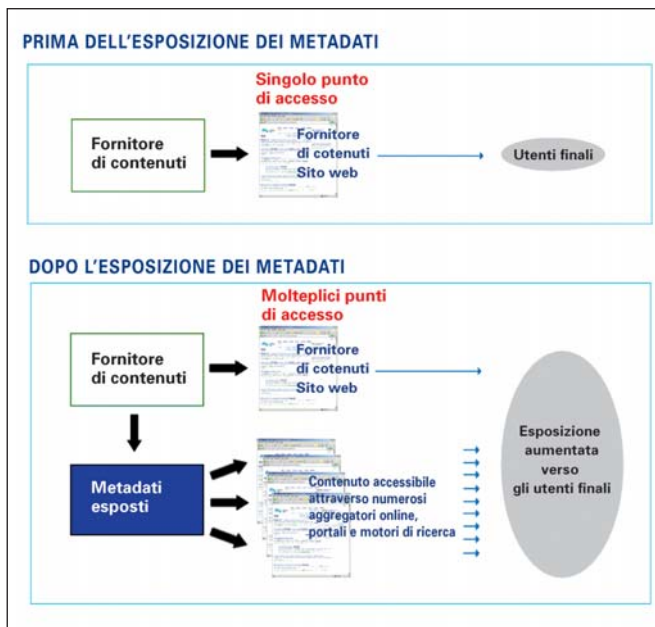 PRIMA DELL'ESPOSIZIONE DEI METADATI
Singolo punto
di accesso
Fornitore
di contenuti
Fornitore
di cotenuti
Sito web
Utenti finali
DOPO L'ESPOSIZIONE DEI METADATI
Molteplici punti
di accesso
Fornitore
di contenuti
Fornitore
di cotenuti
Sito web
Metadati
esposti
Contenuto accessibile
attraverso numerosi
aggregatori online,
portali e motori di ricerca
Esposizione
aumentata
verso
gli utenti finali